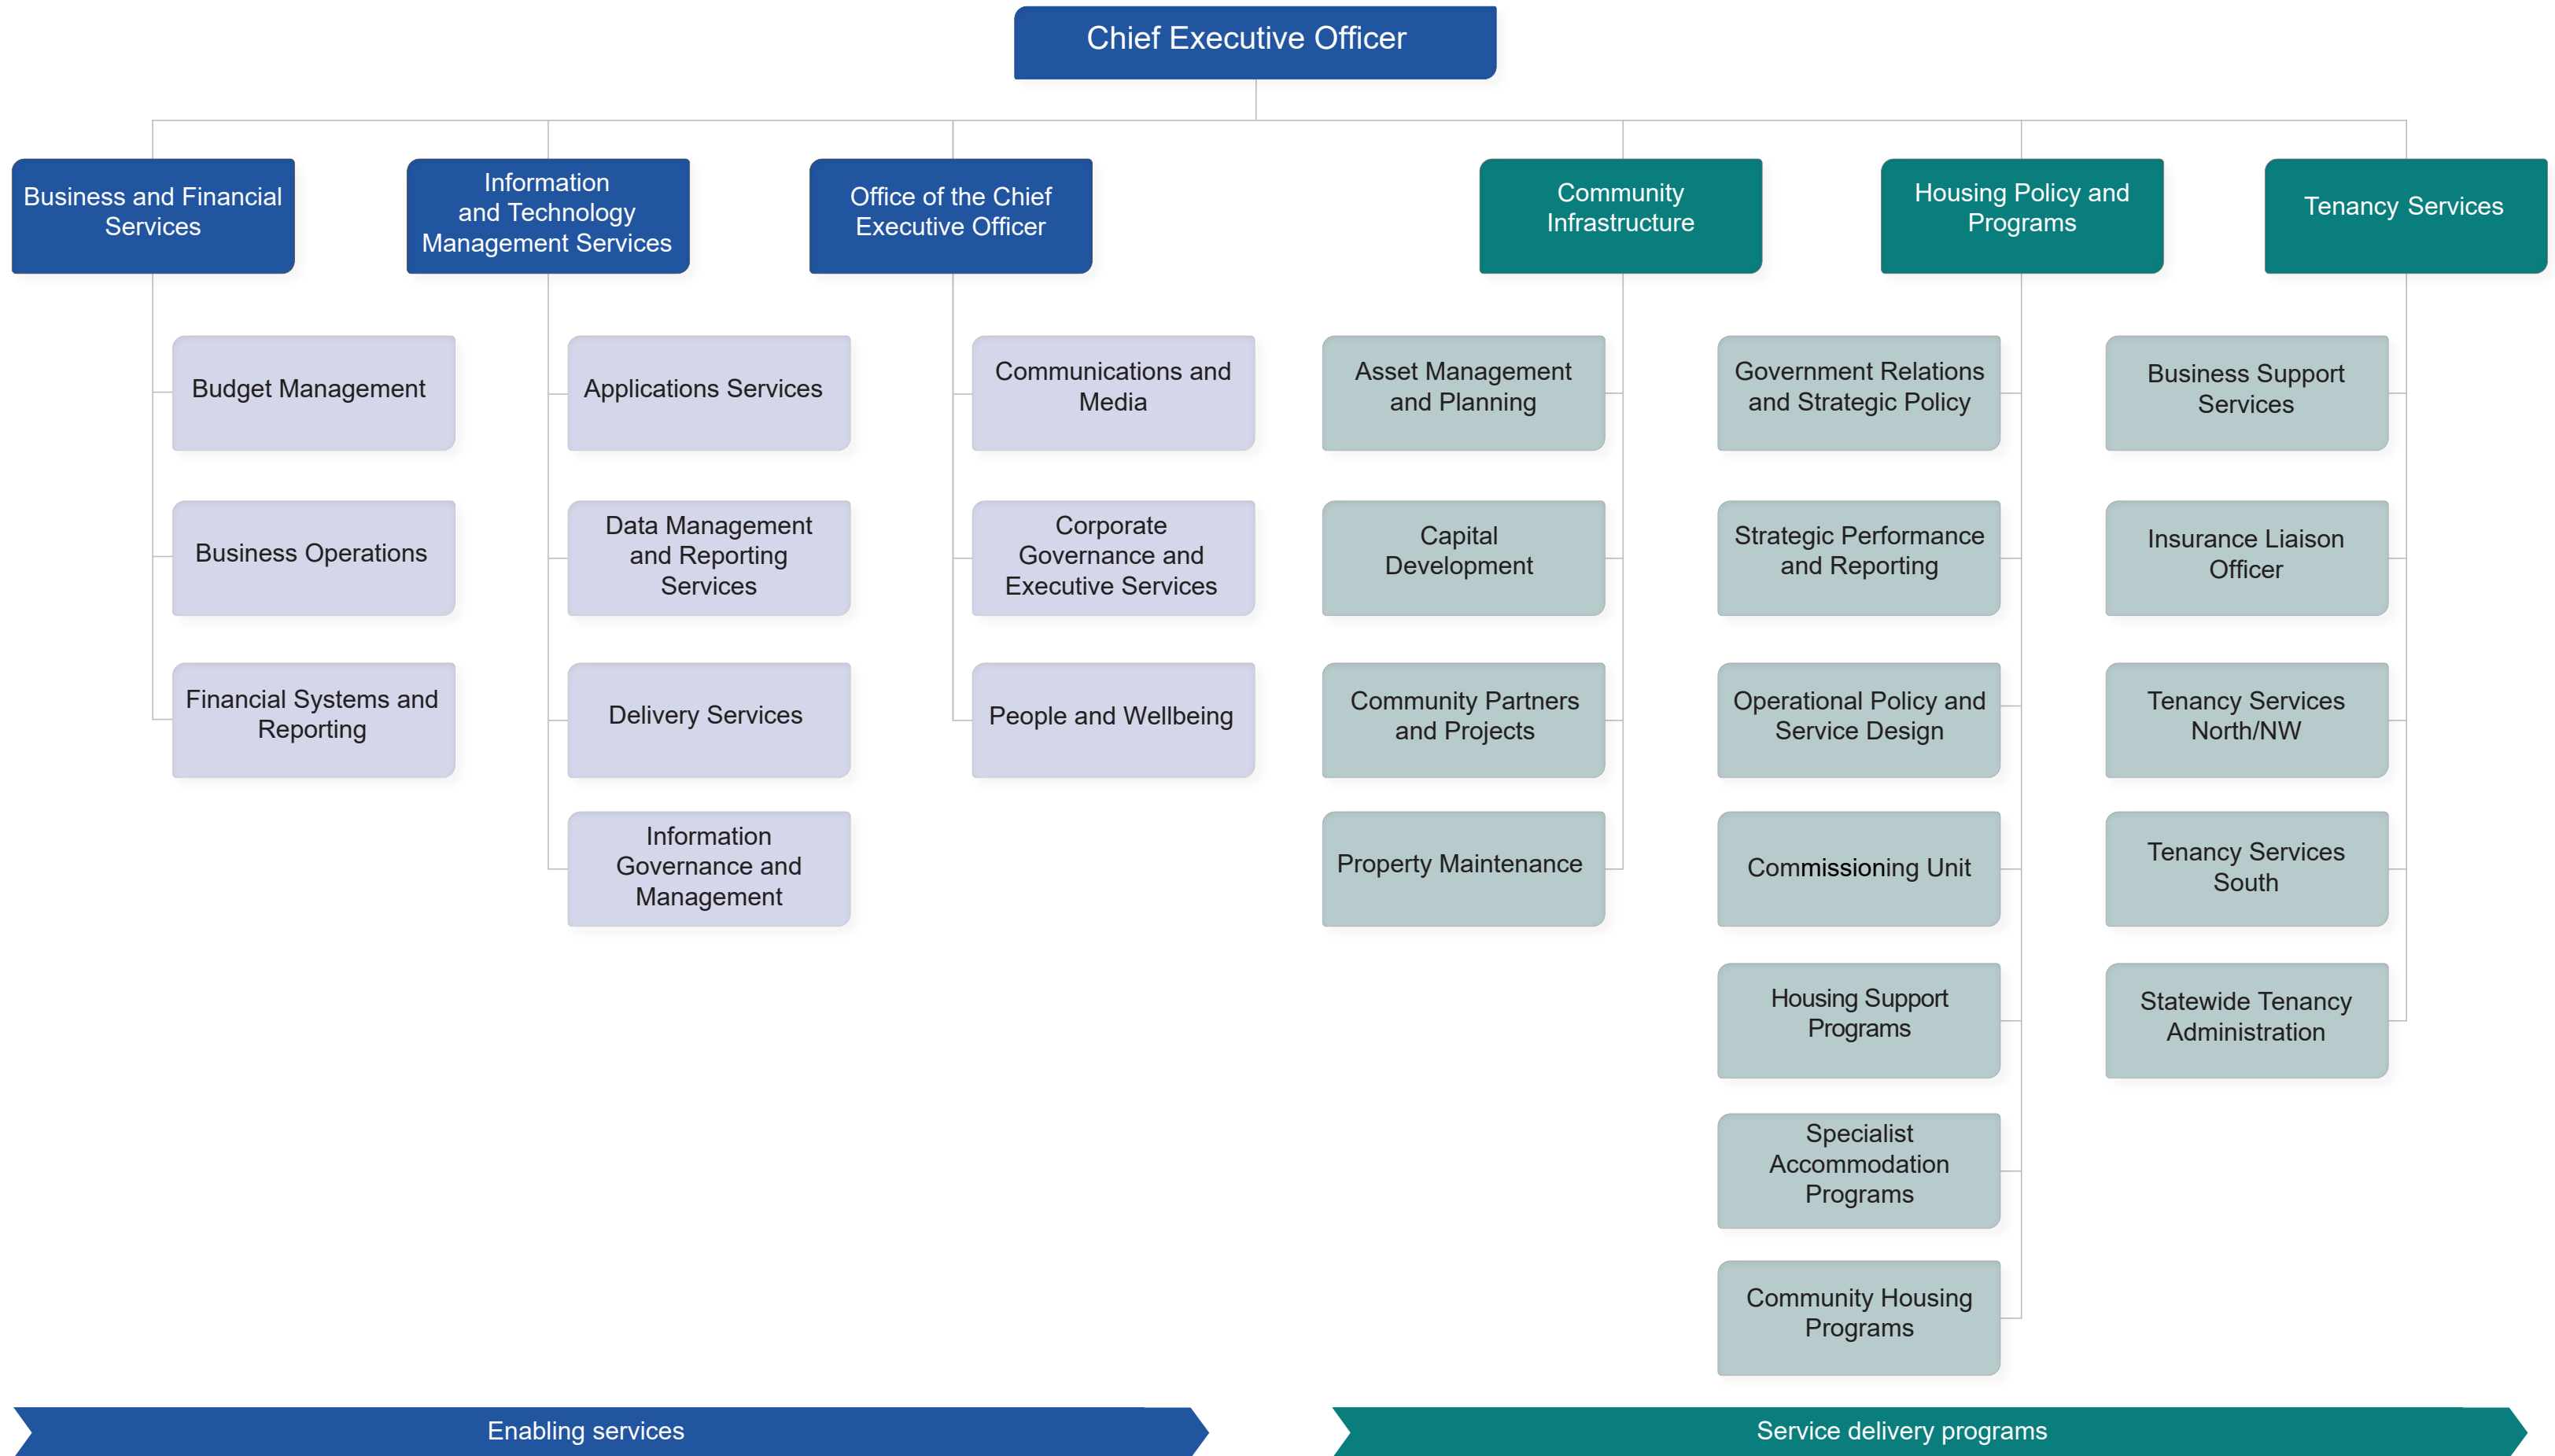 Chief Executive Officer
Business and Financial
Services
Information
and Technology
Management Services
Office of the Chief
Executive Officer
Community
Infrastructure
Housing Policy and
Programs
Tenancy Services
Budget Management
Business Operations
Financial Systems and
Reporting
Applications Services
Data Management
and Reporting
Services
Delivery Services
Information
Governance and
Management
Communications and
Media
Corporate
Governance and
Executive Services
People and Wellbeing
Asset Management
and Planning
Capital
Development
Community Partners
and Projects
Property Maintenance
Government Relations
and Strategic Policy
Strategic Performance
and Reporting
Operational Policy and
Service Design
Commissioning Unit
Housing Support
Programs
Specialist
Accommodation
Programs
Community Housing
Programs
Business Support
Services
Insurance Liaison
Officer
Tenancy Services
North/NW
Tenancy Services
South
Statewide Tenancy
Administration
Enabling services
Service delivery programs